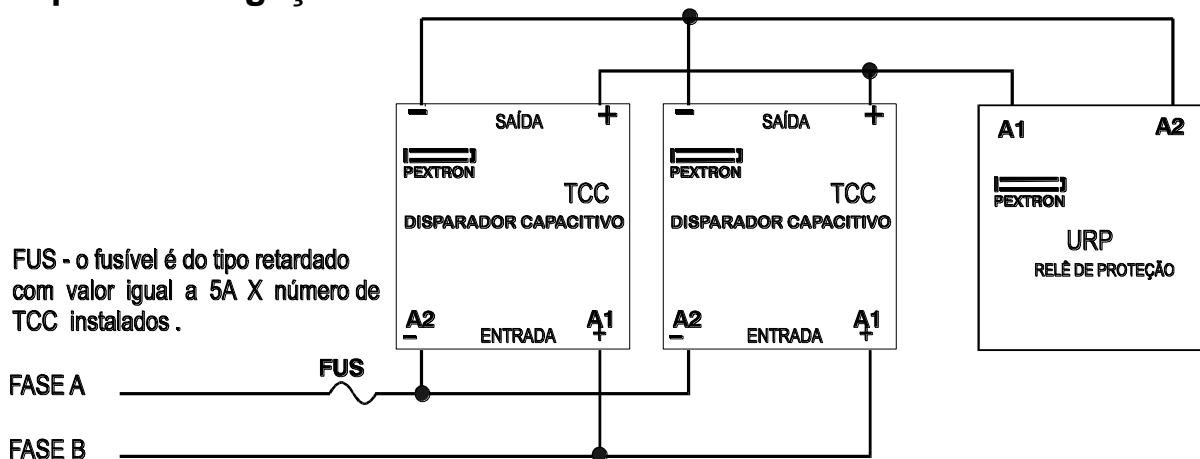 - SAÍDA +
- SAÍDA +
A1 A2
PEXTRON
PEXTRON
PEXTRON
TCC
TCC
DISPARADOR CAPACITIVO
DISPARADOR CAPACITIVO
URP
RELÊ DE PROTEÇÃO
FUS - o fusível é do tipo retardado
com valor igual a 5A X número de
TCC instalados .
A2 ENTRADA A1
- +
A2 ENTRADA A1
- +
FUS
FASE A
FASE B